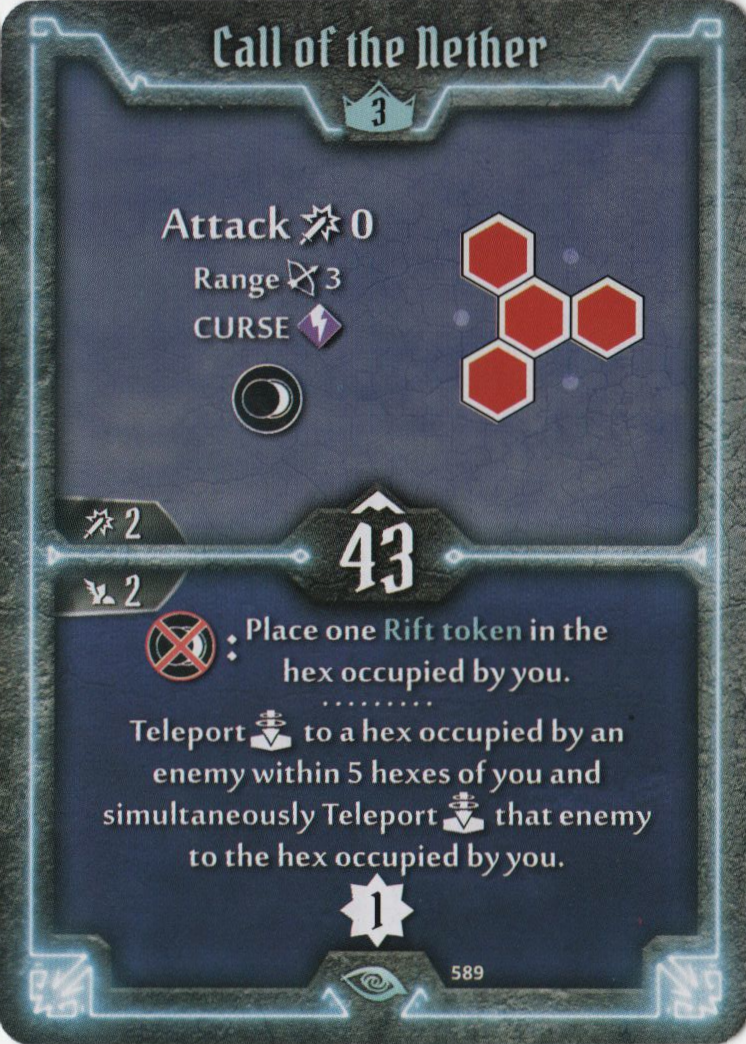 Call of the Nether
3
Attack 0
Range 3
CURSE
2
43
2
: Place one Rift token in the
hex occupied by you.
.........
Teleport to a hex occupied by an
enemy within 5 hexes of you and
simultaneously Teleport that enemy
to the hex occupied by you.
1
589